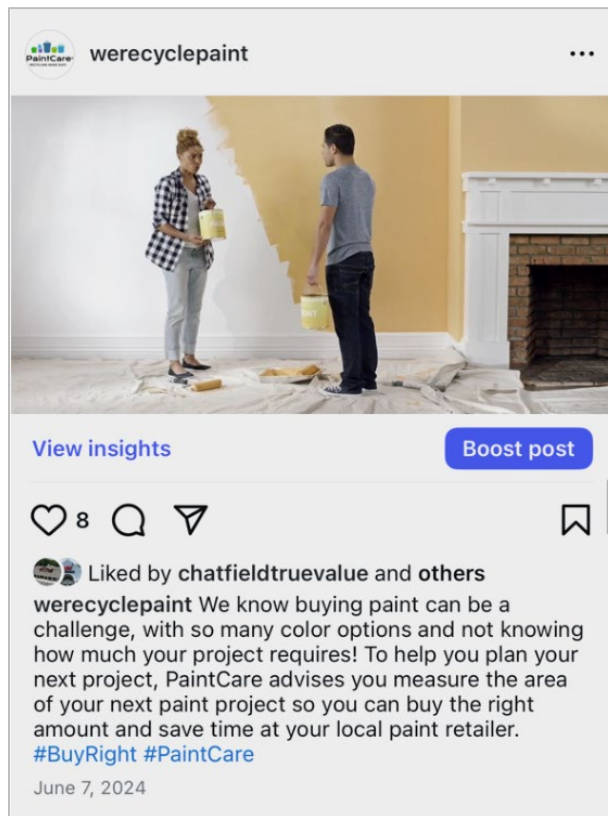 PaintCare
werecyclepaint
View insights
Boost post
8
Liked by chatfieldtruevalue and others
werecyclepaint We know buying paint can be a
challenge, with so many color options and not knowing
how much your project requires! To help you plan your
next project, PaintCare advises you measure the area
of your next paint project so you can buy the right
amount and save time at your local paint retailer.
#BuyRight #PaintCare
June 7, 2024